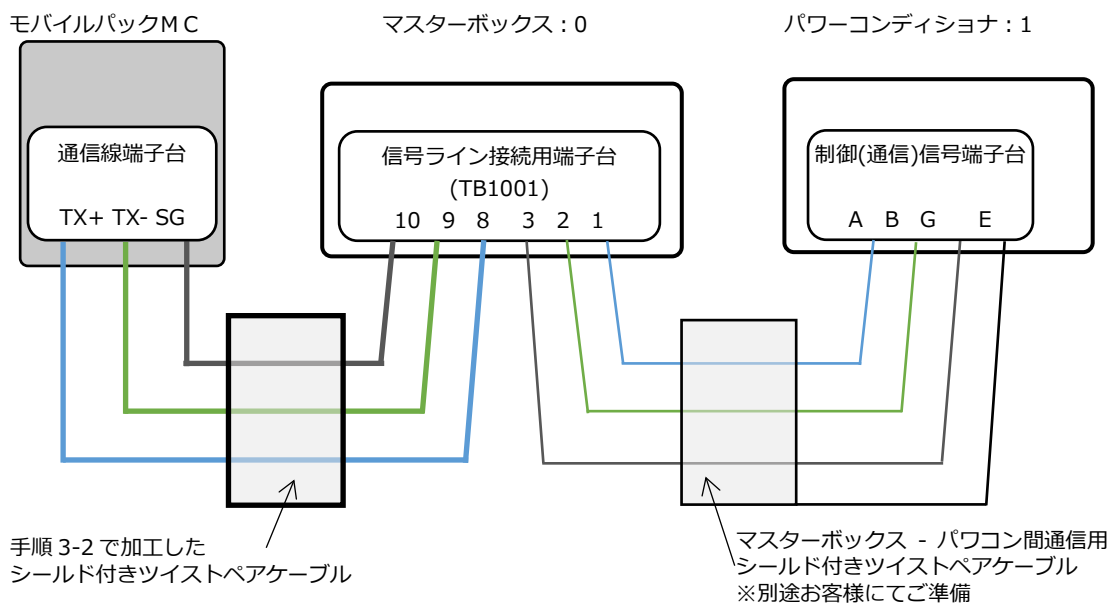 モバイルパックＭＣ
マスターボックス：0
パワーコンディショナ：1
通信線端子台
TX+ TX- SG
信号ライン接続用端子台
(TB1001)
10 9 8 3 2 1
制御(通信)信号端子台
A B G E
手順 3-2 で加工した
シールド付きツイストペアケーブル
マスターボックス - パワコン間通信用
シールド付きツイストペアケーブル
※別途お客様にてご準備